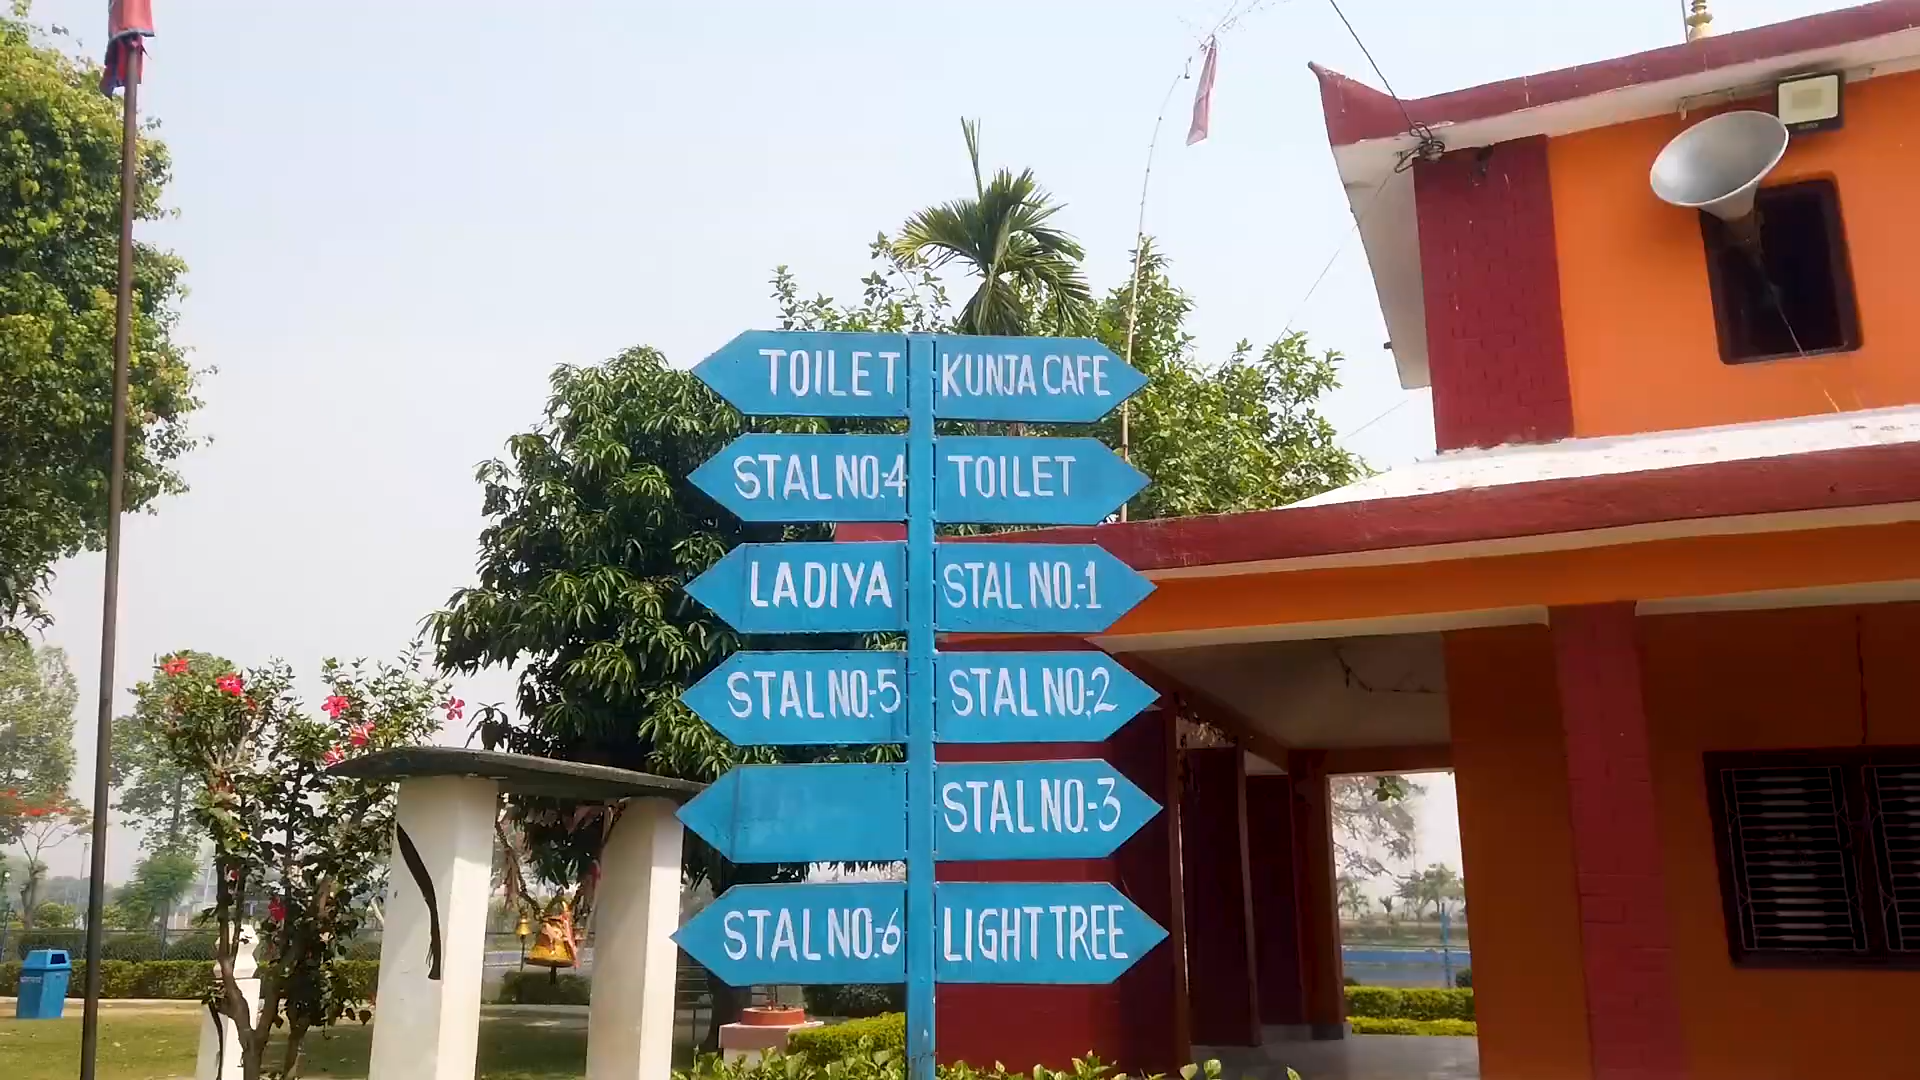 TOILET
KUNJA CAFE
STAL NO:4
TOILET
LADIYA
STAL NO:-1
STAL NO:-5
STAL NO:-2
STAL NO:-3
STAL NO:-6
LIGHT TREE